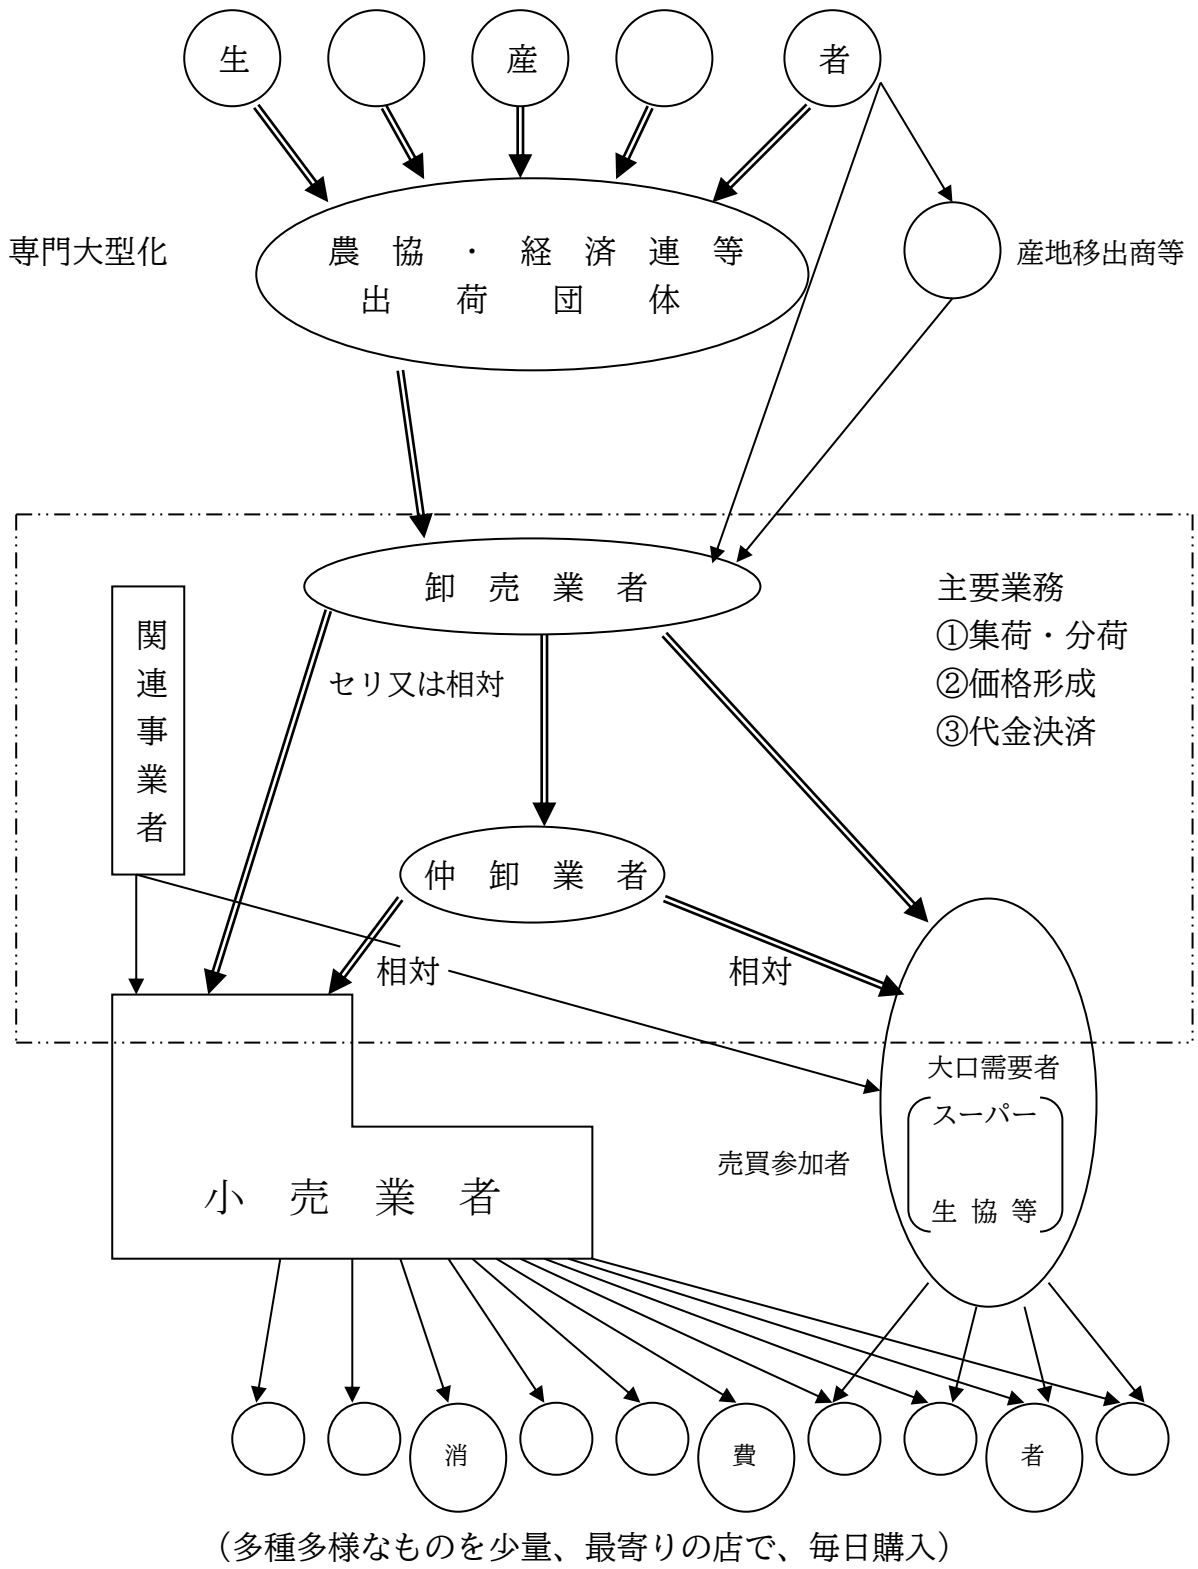 生　産　者
専門大型化
農協・経済連等
出荷団体
産地移出商等
卸売業者
主要業務
①集荷・分荷
②価格形成
③代金決済
関連事業者
セリ又は相対
仲卸業者
相対
相対
大口需要者
スーパー
生協等
売買参加者
小売業者
消　費　者
（多種多様なものを少量、最寄りの店で、毎日購入）